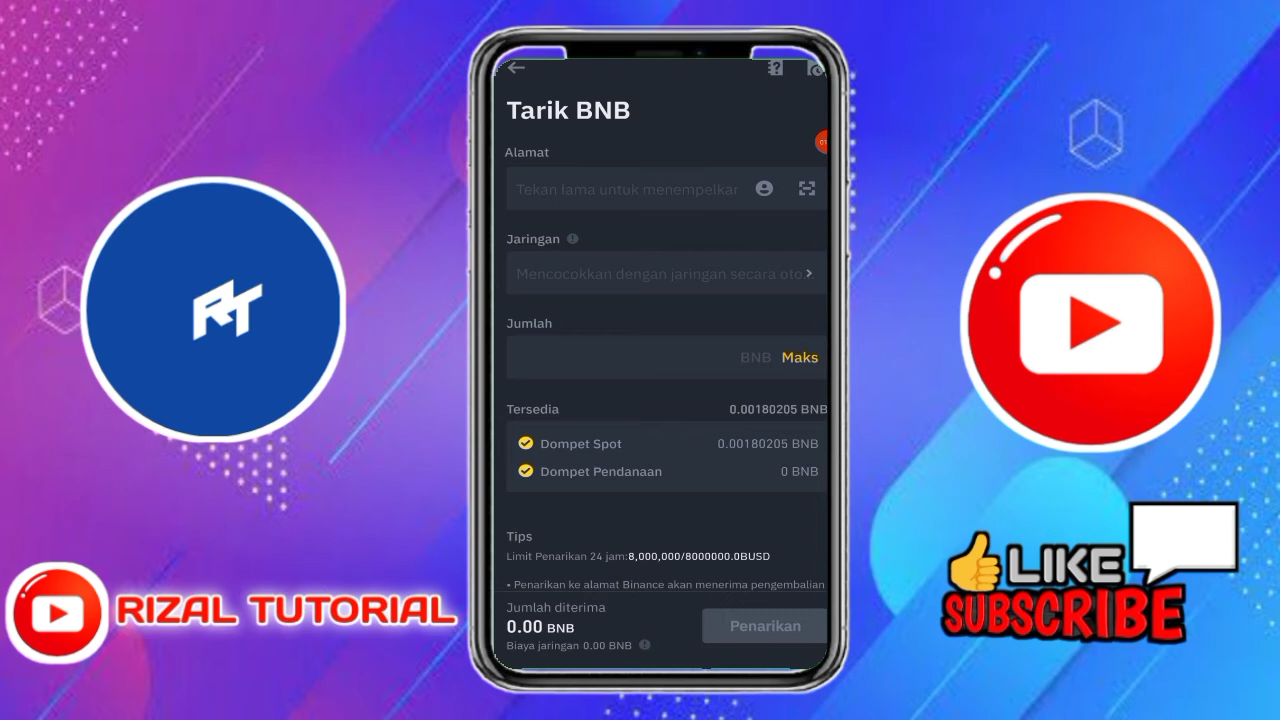 Tarik BNB
Alamat
Tekan lama untuk menempelkan
Jaringan
Mencocokkan dengan jaringan secara oto..
Jumlah
BNB Maks
Tersedia 0.00180205 BNB
Dompet Spot 0.00180205 BNB
Dompet Pendanaan 0 BNB
Tips
Limit Penarikan 24 jam:8,000,000/8000000.0BUSD
• Penarikan ke alamat Binance akan menerima pengembalian
Jumlah diterima
0.00 BNB
Penarikan
Biaya jaringan 0.00 BNB
RT
RIZAL TUTORIAL
LIKE
SUBSCRIBE